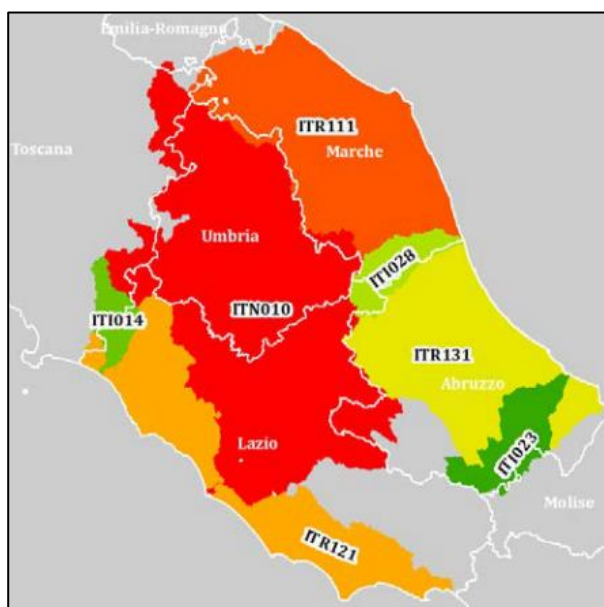 Emilia-Romagna
ITR111
Toscana
Marche
Umbria
ITI028
ITN010
ITI014
ITR131
Abruzzo
Lazio
ITI023
Molise
ITR121